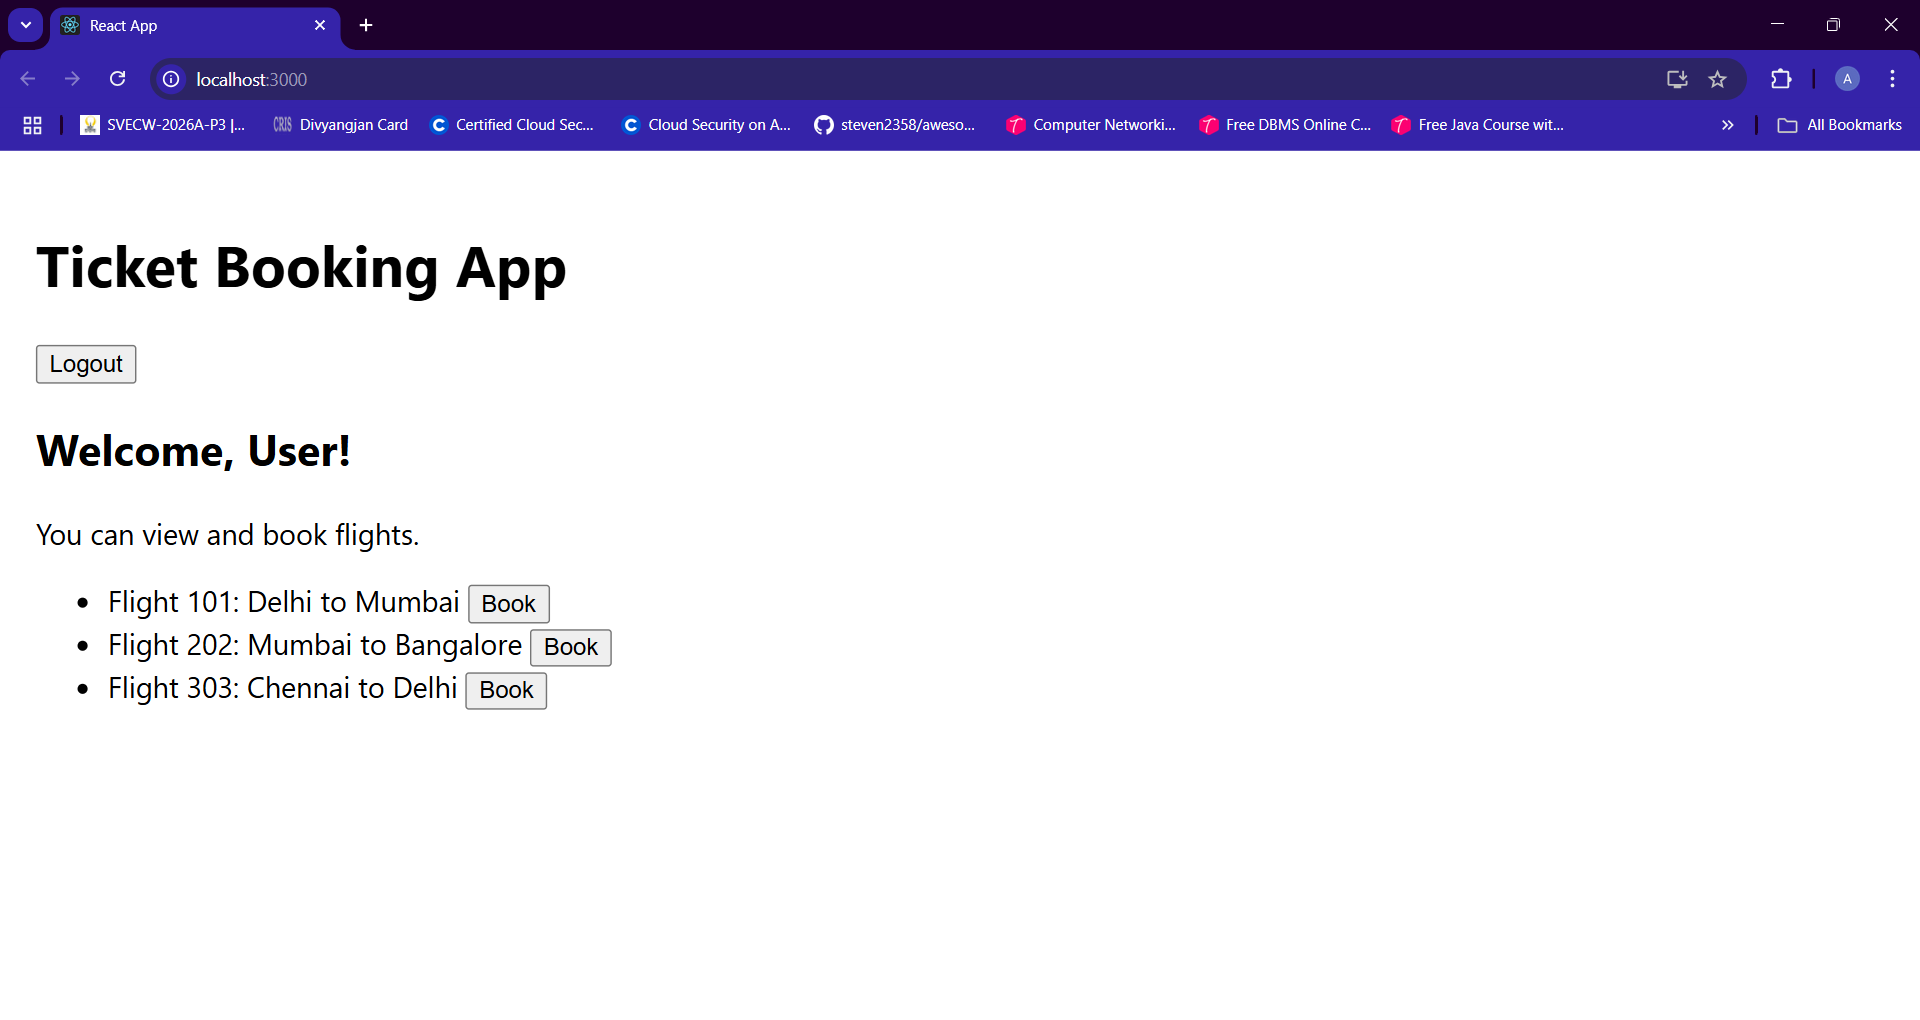 React App
localhost:3000
A
SVECW-2026A-P3 |...
CRIS Divyangjan Card
C Certified Cloud Sec...
C Cloud Security on A...
steven2358/aweso...
T Computer Networki...
T Free DBMS Online C...
T Free Java Course wit...
All Bookmarks
Ticket Booking App
Logout
Welcome, User!
You can view and book flights.
• Flight 101: Delhi to Mumbai Book
• Flight 202: Mumbai to Bangalore Book
• Flight 303: Chennai to Delhi Book